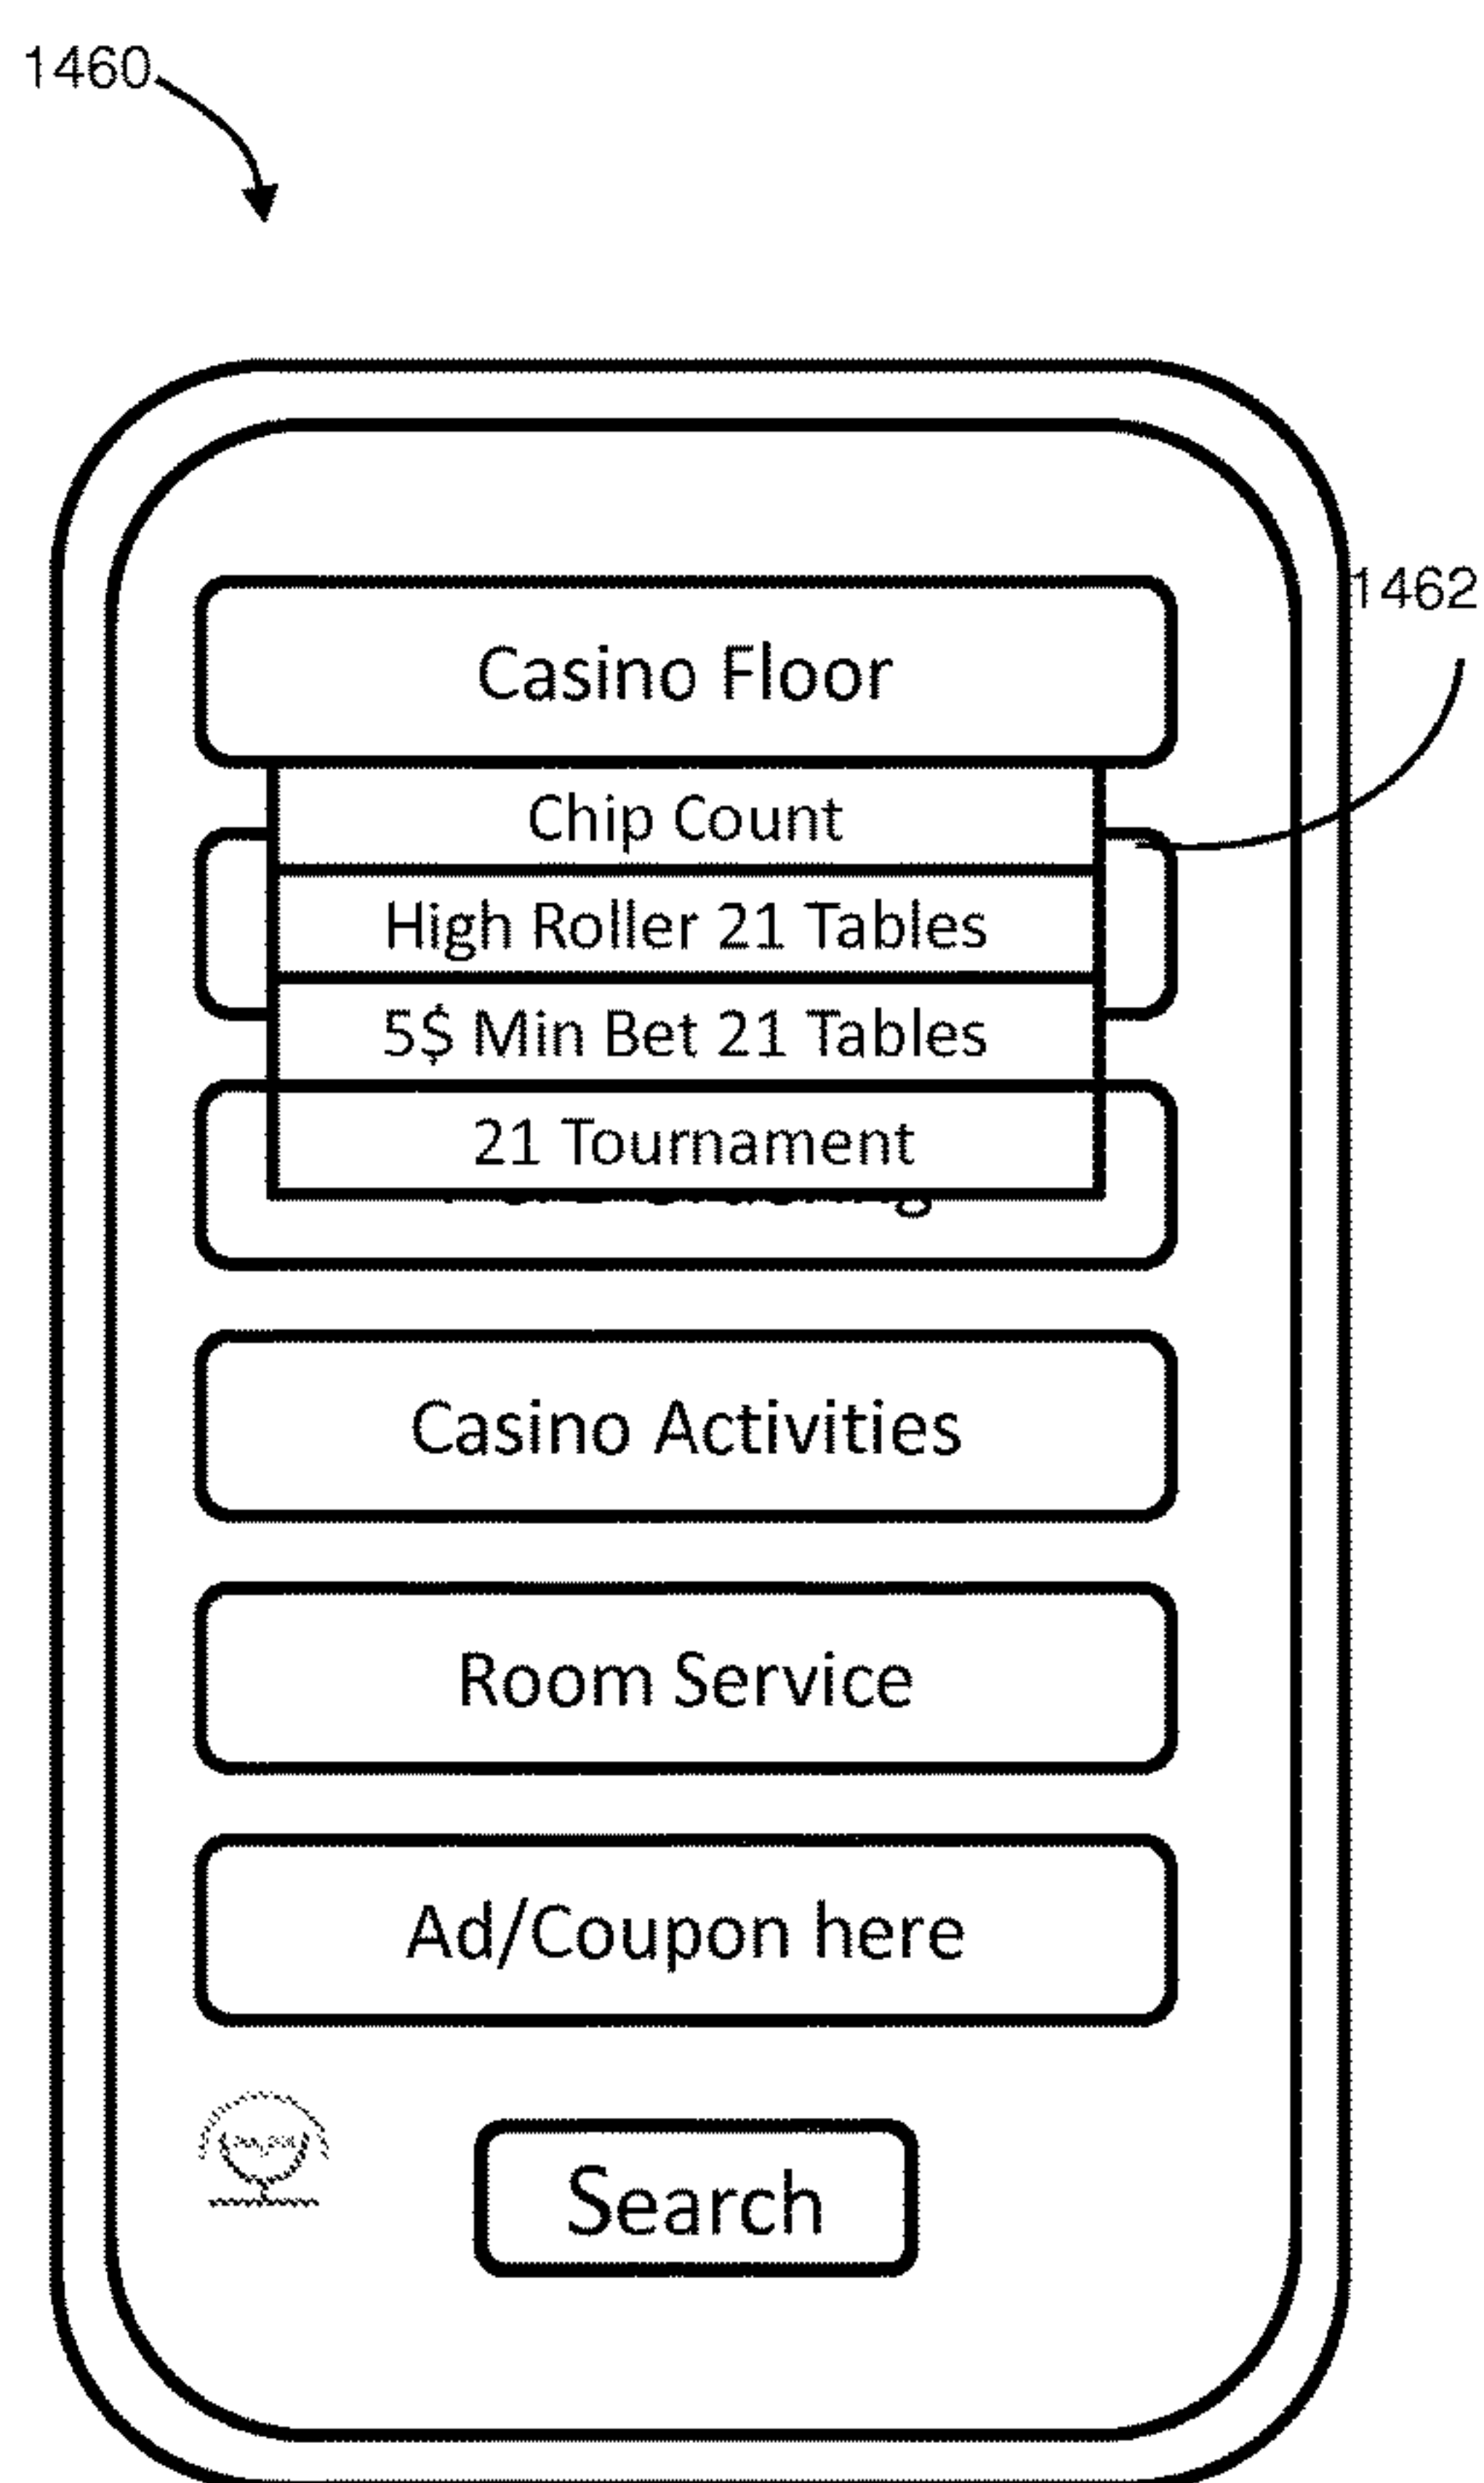 1460
1462
Casino Floor
Chip Count
High Roller 21 Tables
5$ Min Bet 21 Tables
21 Tournament
Casino Activities
Room Service
Ad/Coupon here
Search